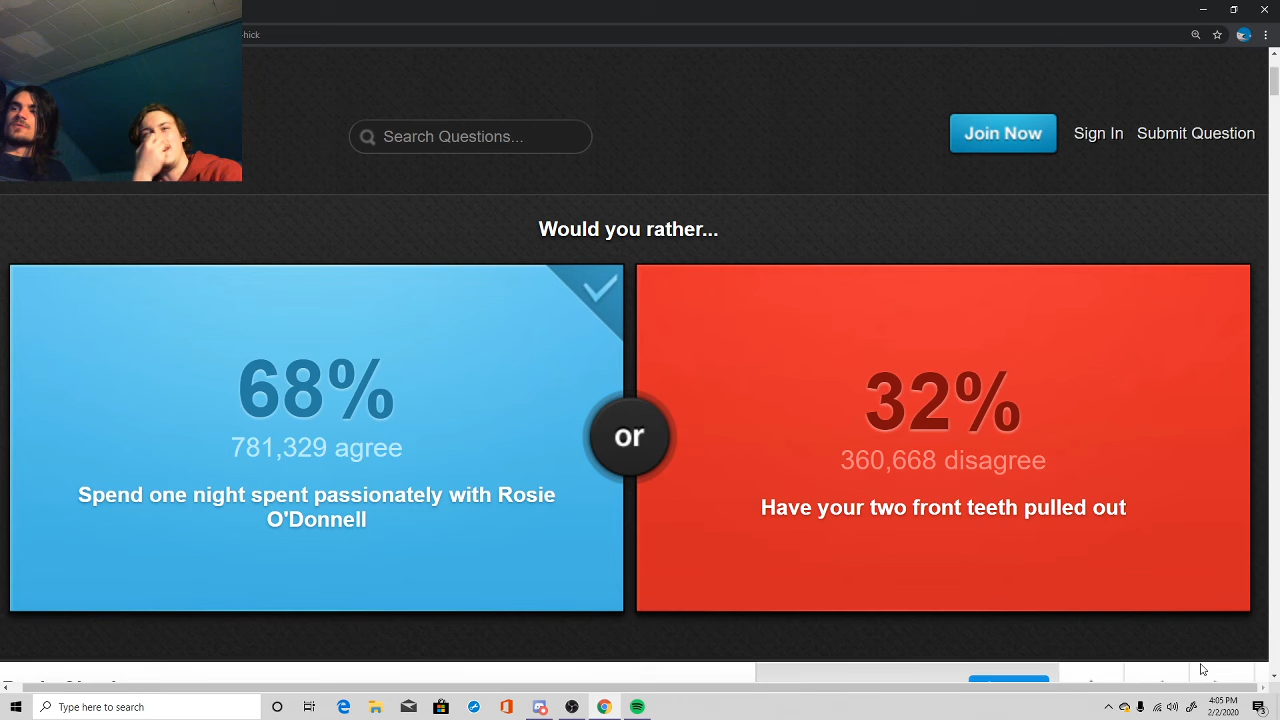 hick
Search Questions...
Join Now
Sign In
Submit Question
Would you rather...
68%
781,329 agree
Spend one night spent passionately with Rosie
O'Donnell
or
32%
360,668 disagree
Have your two front teeth pulled out
Type here to search
4:05 PM
2/2/2020
3